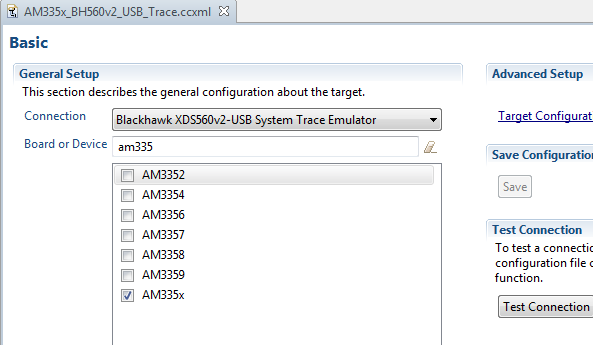 AM335x_BH560v2_USB_Trace.ccxml
Basic
General Setup
This section describes the general configuration about the target.
Connection
Blackhawk XDS560v2-USB System Trace Emulator
Board or Device
am335
AM3352
AM3354
AM3356
AM3357
AM3358
AM3359
AM335x
Advanced Setup
Target Configurat
Save Configuration
Save
Test Connection
To test a connectio
configuration file o
function.
Test Connection